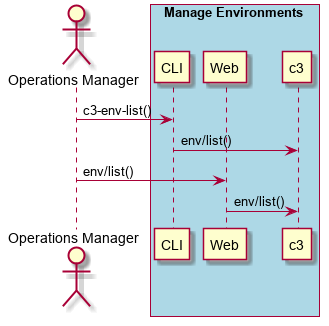 Manage Environments
Operations Manager
CLI
Web
c3
c3-env-list()
env/list()
env/list()
env/list()
Operations Manager
CLI
Web
c3